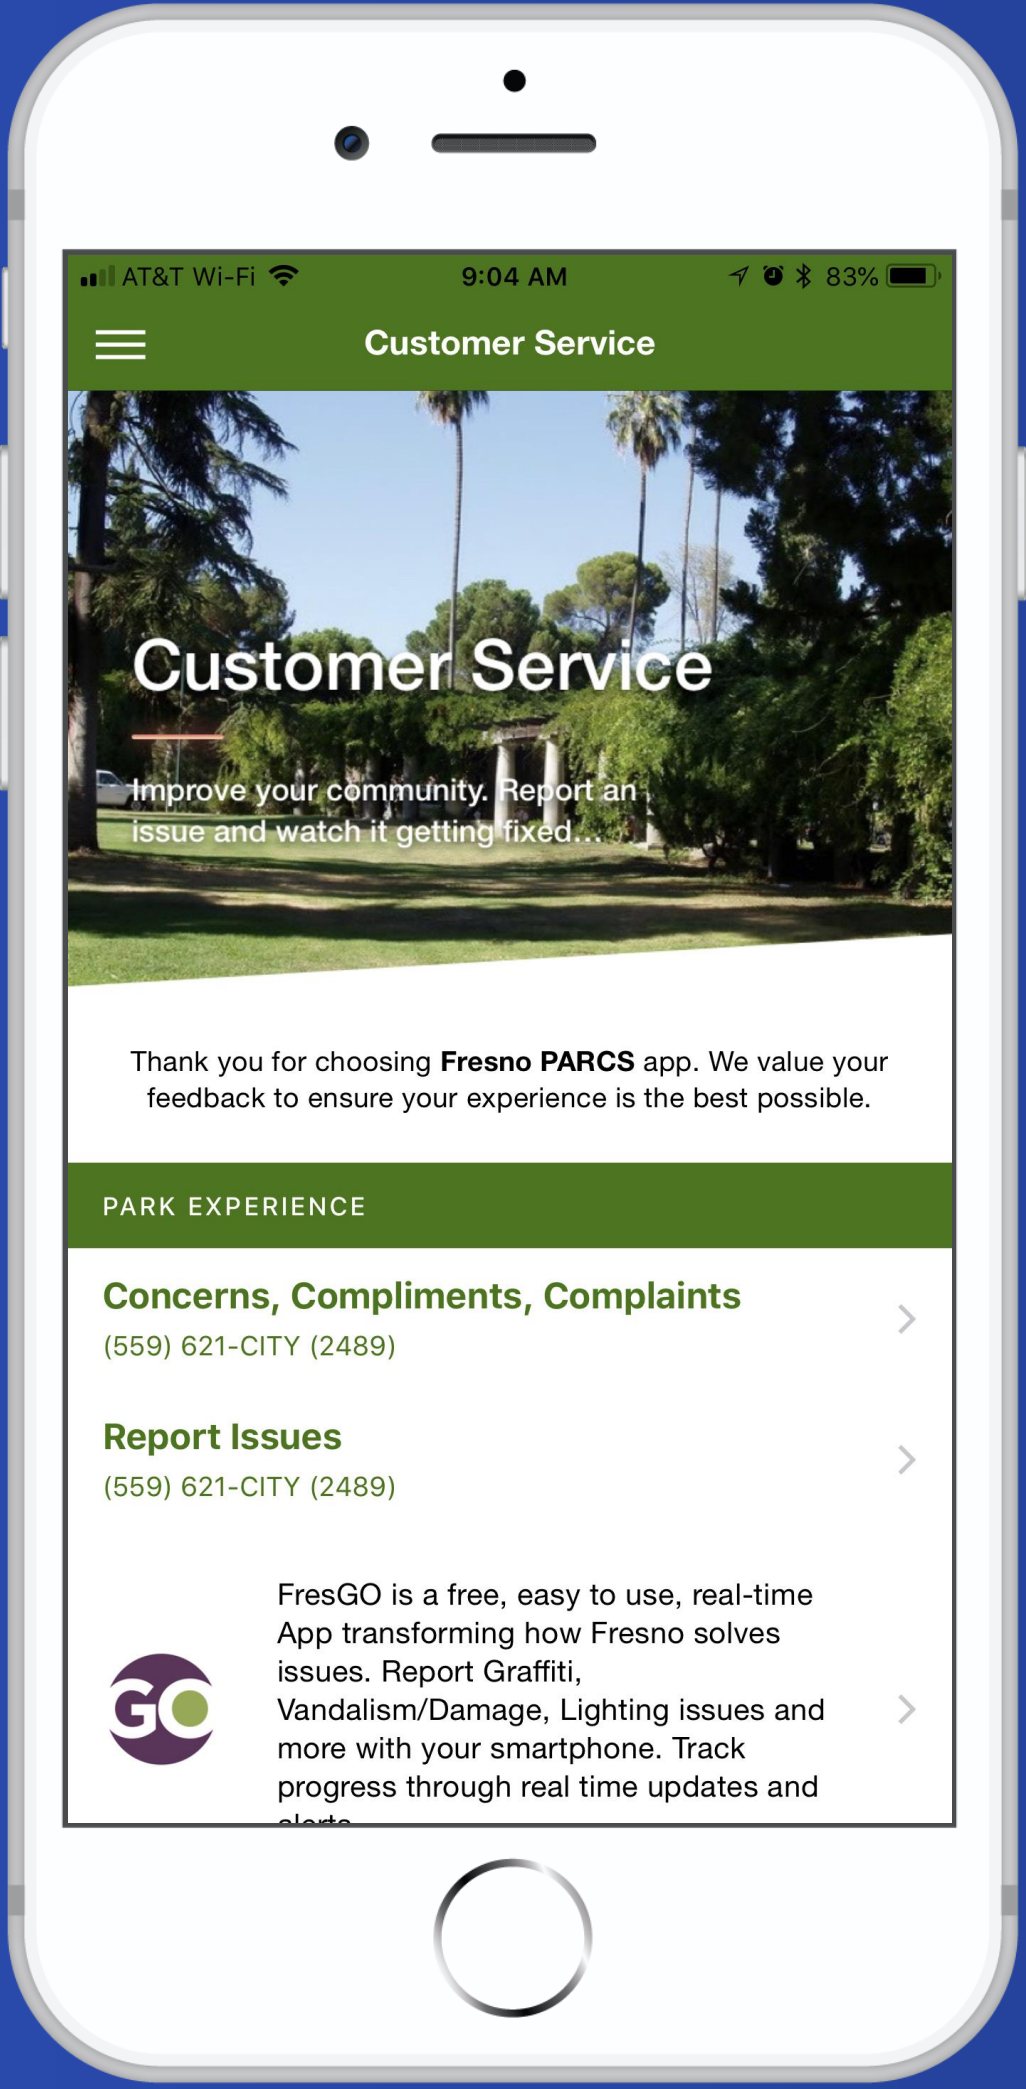 AT&T Wi-Fi 9:04 AM 83%
Customer Service
Customer Service
Improve your community. Report an
issue and watch it getting fixed...
Thank you for choosing Fresno PARCS app. We value your
feedback to ensure your experience is the best possible.
PARK EXPERIENCE
Concerns, Compliments, Complaints
(559) 621-CITY (2489)
Report Issues
(559) 621-CITY (2489)
GO
FresGO is a free, easy to use, real-time
App transforming how Fresno solves
issues. Report Graffiti,
Vandalism/Damage, Lighting issues and
more with your smartphone. Track
progress through real time updates and
alerts